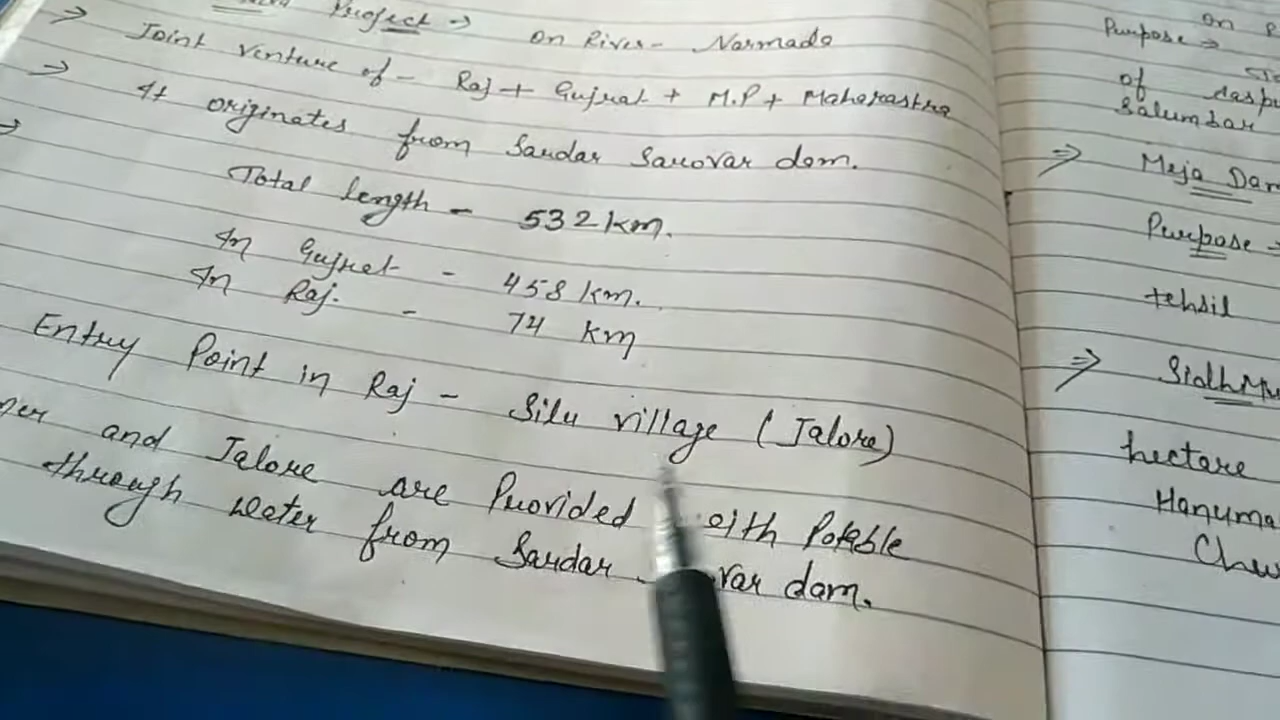 Project → On River - Narmada
→ Joint venture of - Raj + Gujrat + M.P + Maharastra
→ It originates from Sardar Sarovar dam.
→ Total length - 532 km.
In Gujrat - 458 km.
In Raj. - 74 km
Entry Point in Raj - Silu village (Jalore)
and Jalore are Provided with Potable
through water from Sardar var dam.
Purpose ⇒
of
Salumbar
⇒ Meja Dam
Purpose
tehsil
⇒ SidhMu
hectare
Hanuma